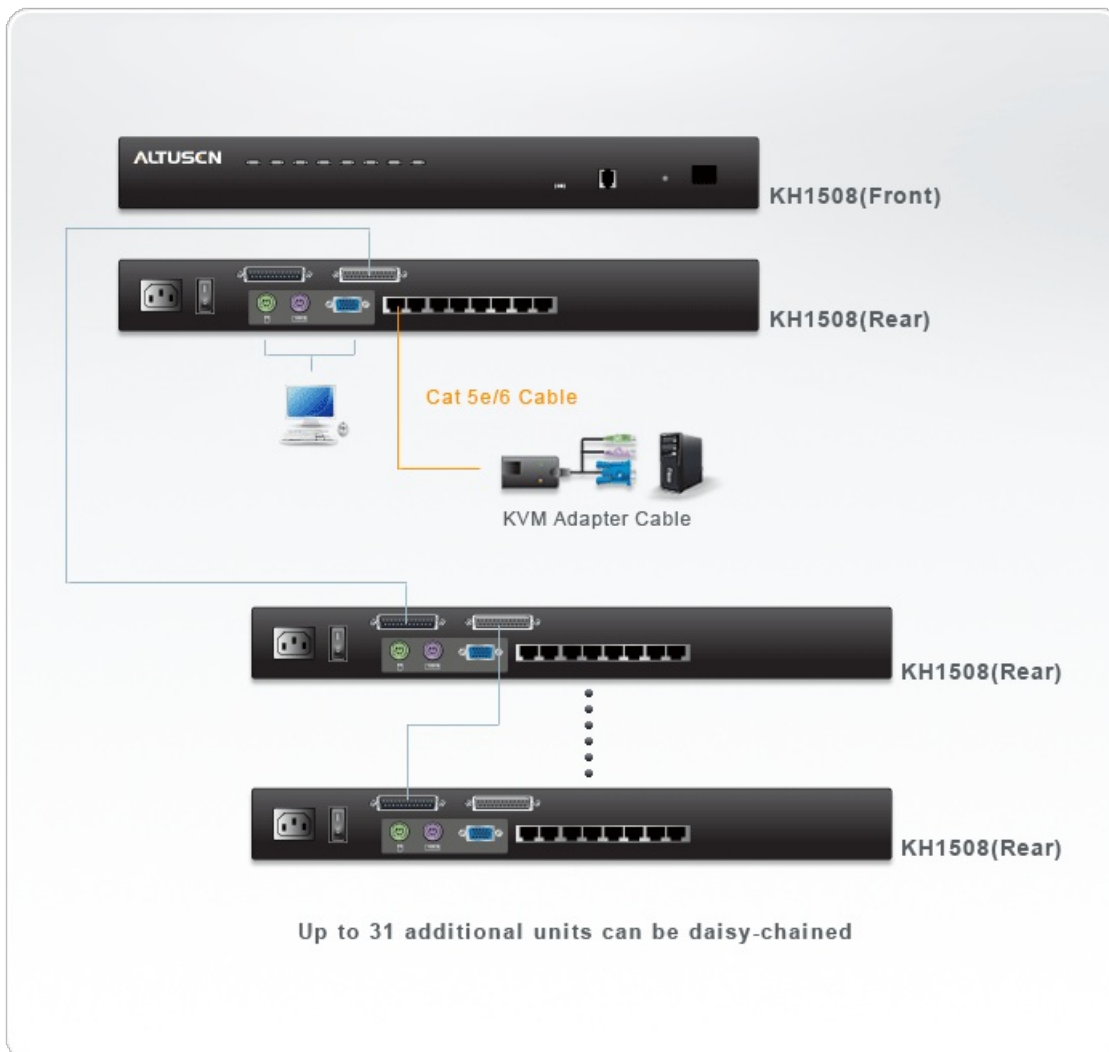 ALTUSCN
KH1508(Front)
KH1508(Rear)
Cat 5e/6 Cable
KVM Adapter Cable
KH1508(Rear)
KH1508(Rear)
Up to 31 additional units can be daisy-chained